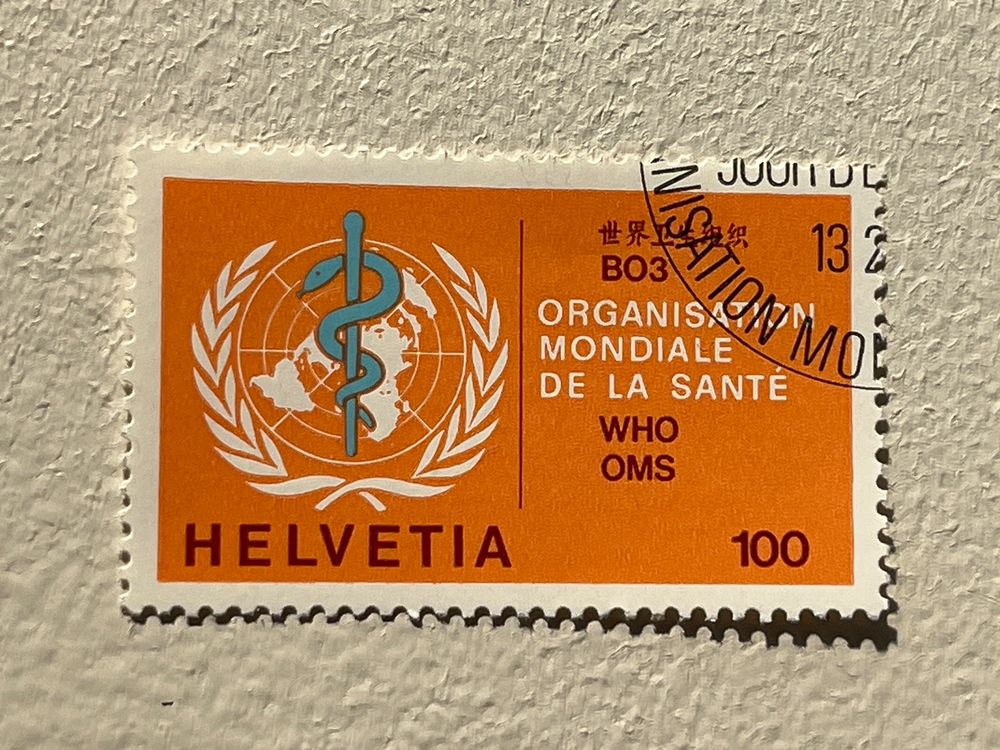 世界卫生组织
ВОЗ
ORGANISATION
MONDIALE
DE LA SANTÉ
WHO
OMS
HELVETIA
100
13